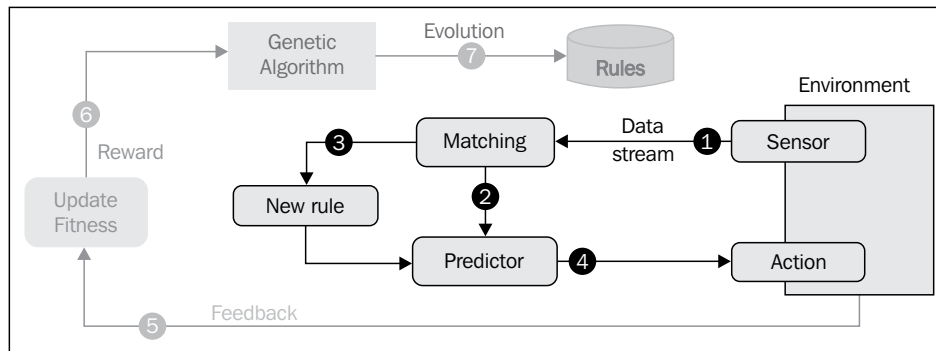 Genetic
Algorithm
Evolution
7
Rules
Environment
6
Reward
3
Matching
Data
stream
1
Sensor
Update
Fitness
New rule
2
Predictor
4
Action
Feedback
5